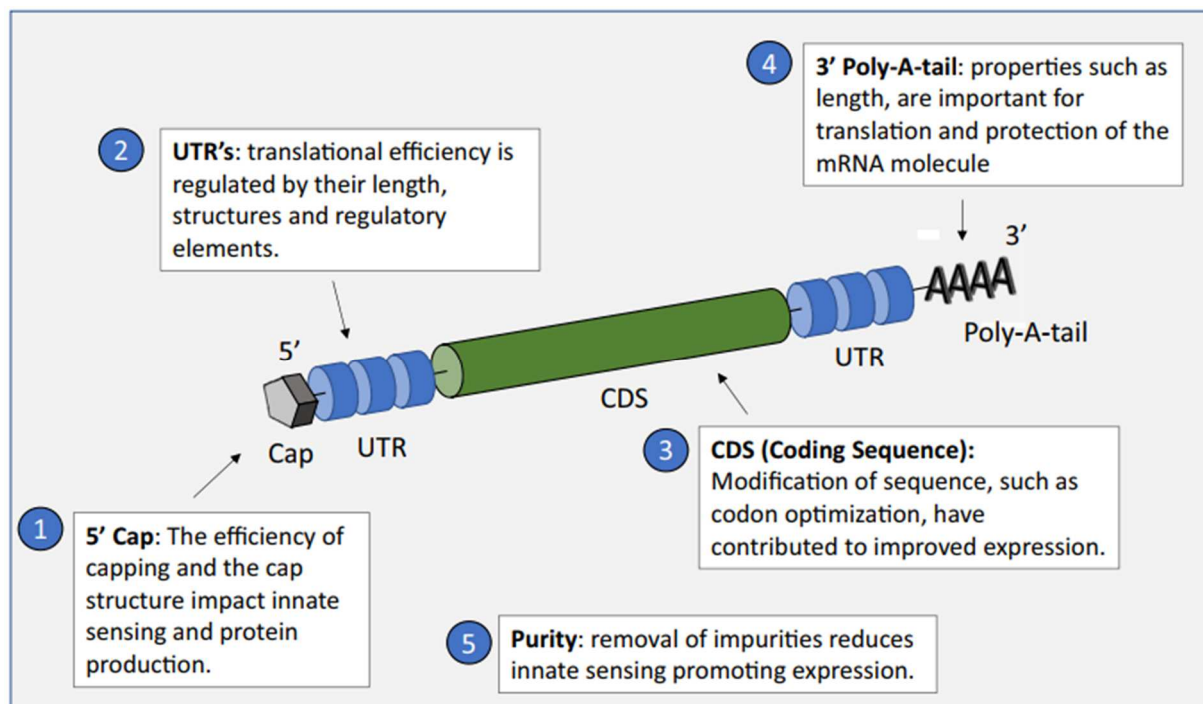 4
3’ Poly-A-tail: properties such as
length, are important for
translation and protection of the
mRNA molecule
2
UTR’s: translational efficiency is
regulated by their length,
structures and regulatory
elements.
3’
AAAA
Poly-A-tail
UTR
5’
CDS
Cap
UTR
3
CDS (Coding Sequence):
Modification of sequence, such as
codon optimization, have
contributed to improved expression.
1
5’ Cap: The efficiency of
capping and the cap
structure impact innate
sensing and protein
production.
5
Purity: removal of impurities reduces
innate sensing promoting expression.